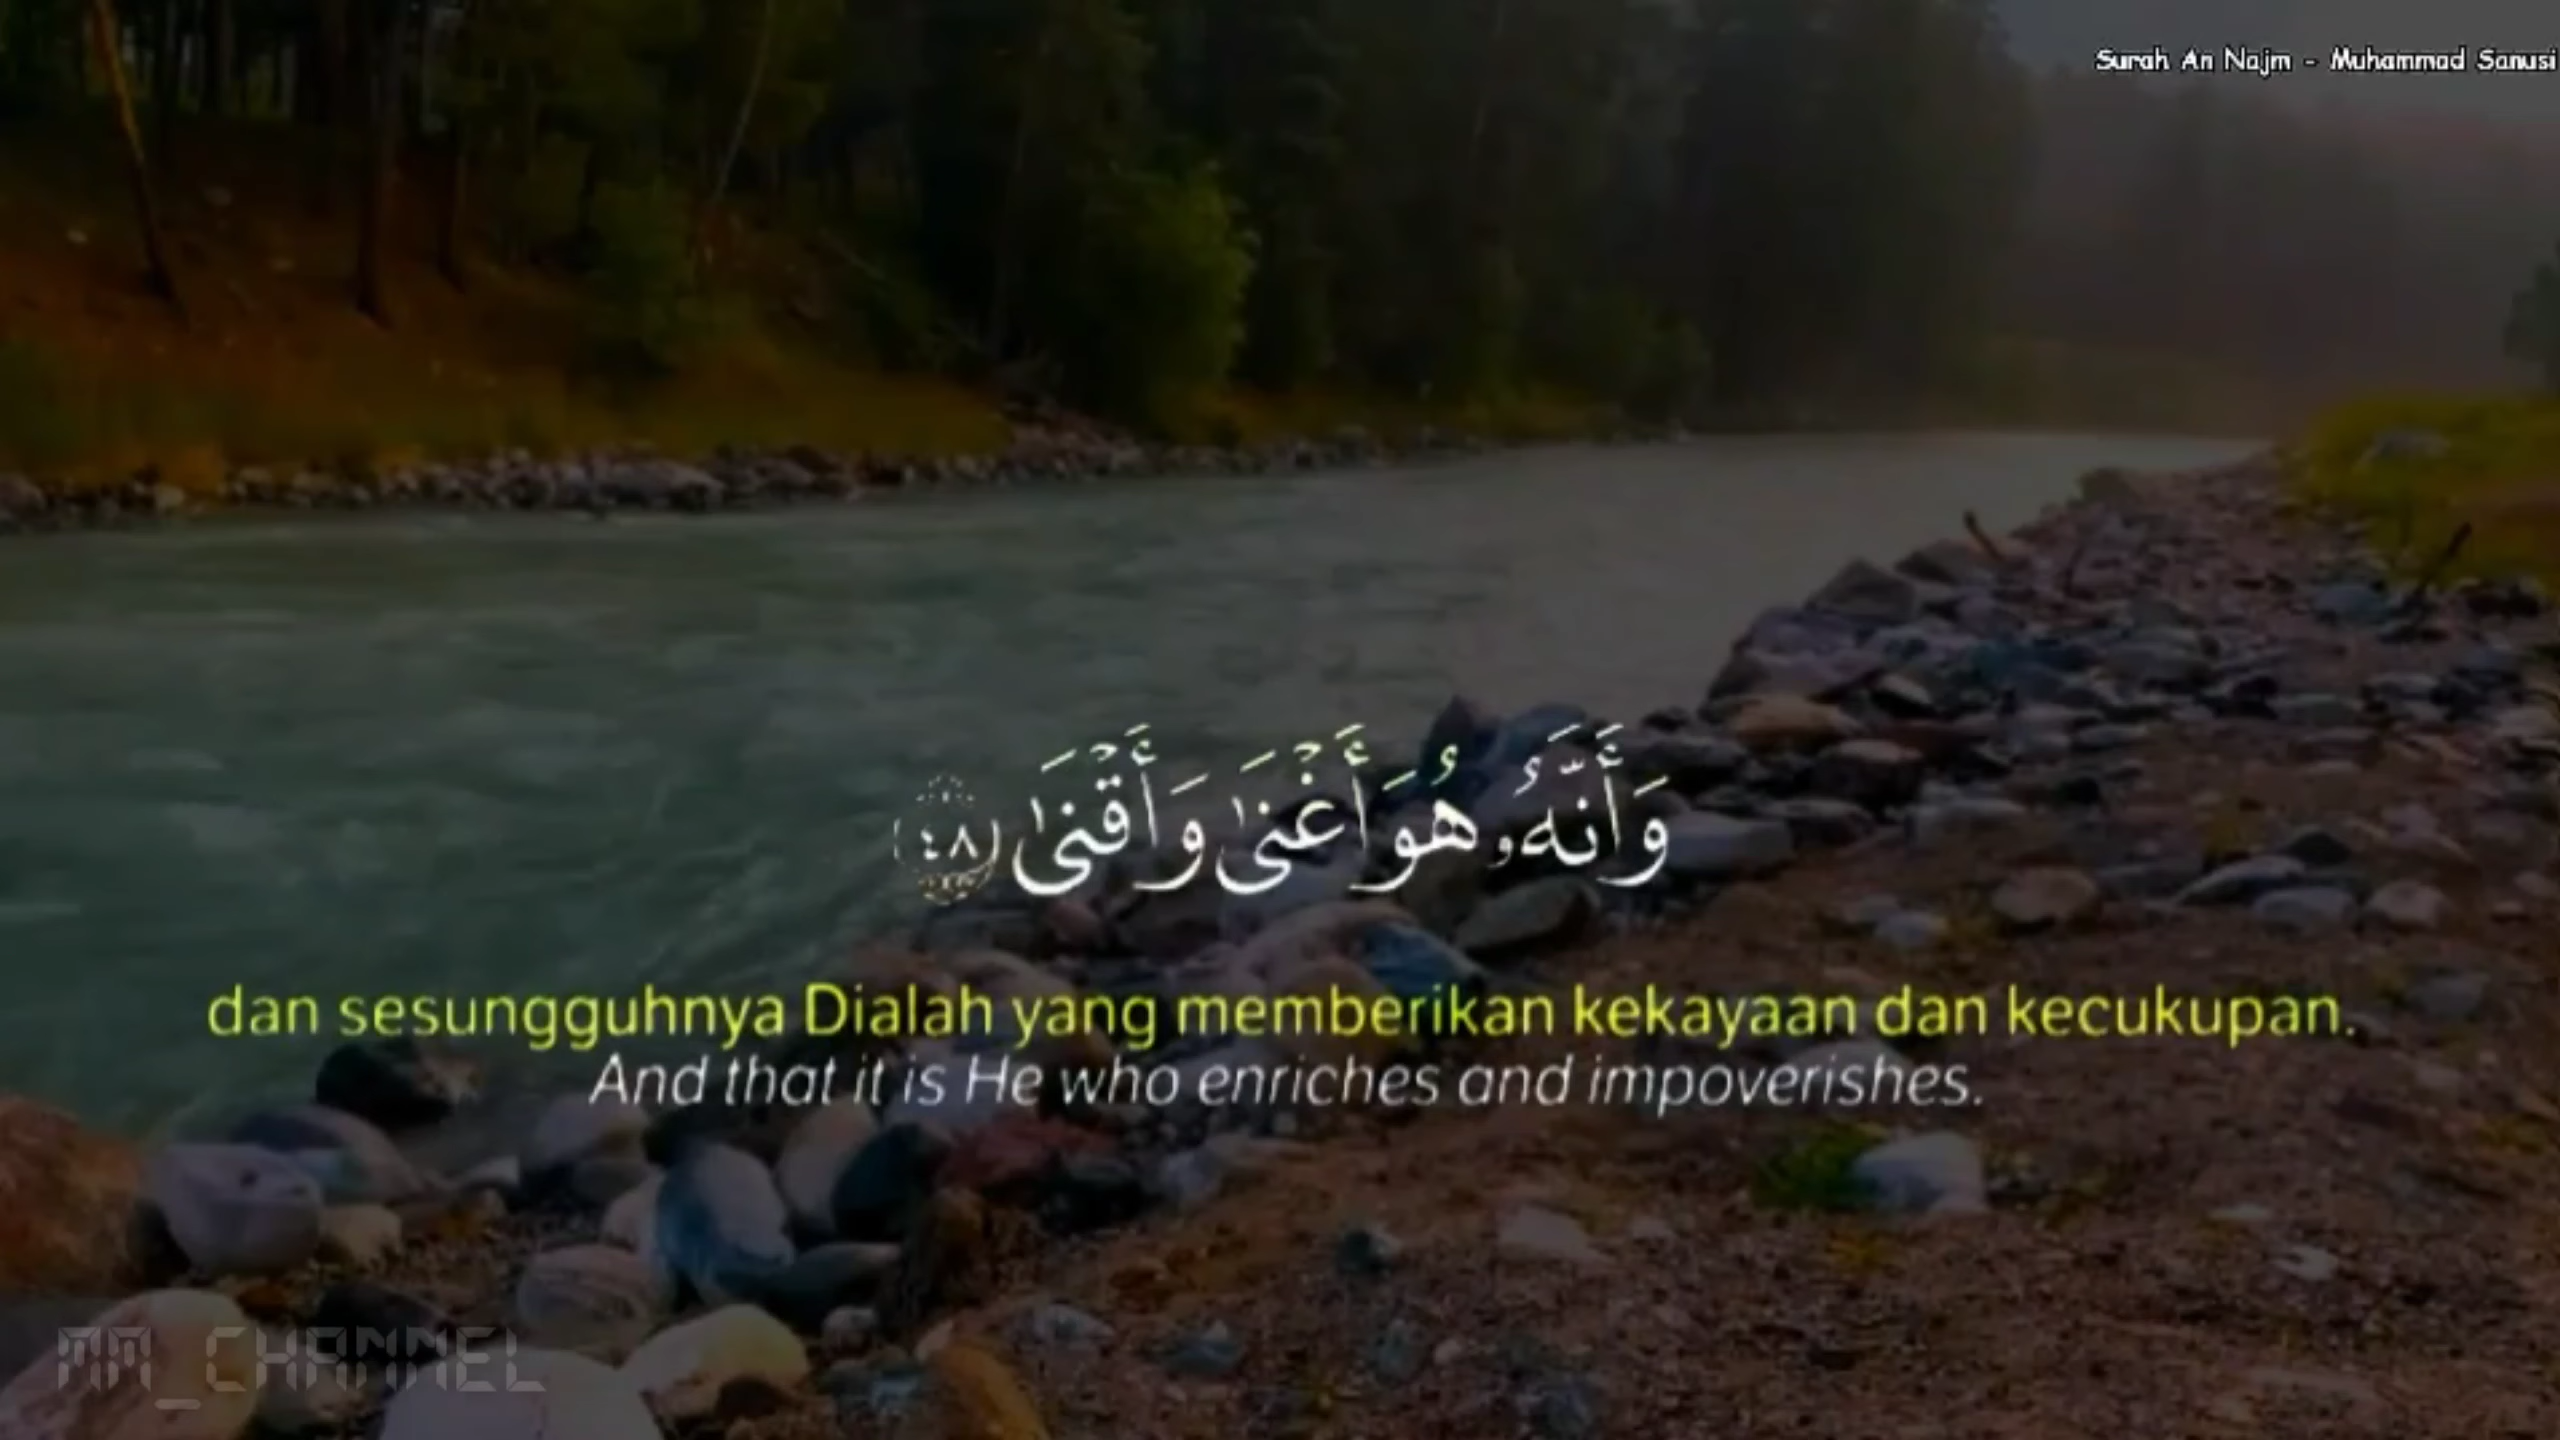 Surah An Najm - Muhammad Sanusi
وَأَنَّهُۥ هُوَ أَغْنَىٰ وَأَقْنَىٰ ﴿٤٨﴾
dan sesungguhnya Dialah yang memberikan kekayaan dan kecukupan.
And that it is He who enriches and impoverishes.
MM_CHANNEL